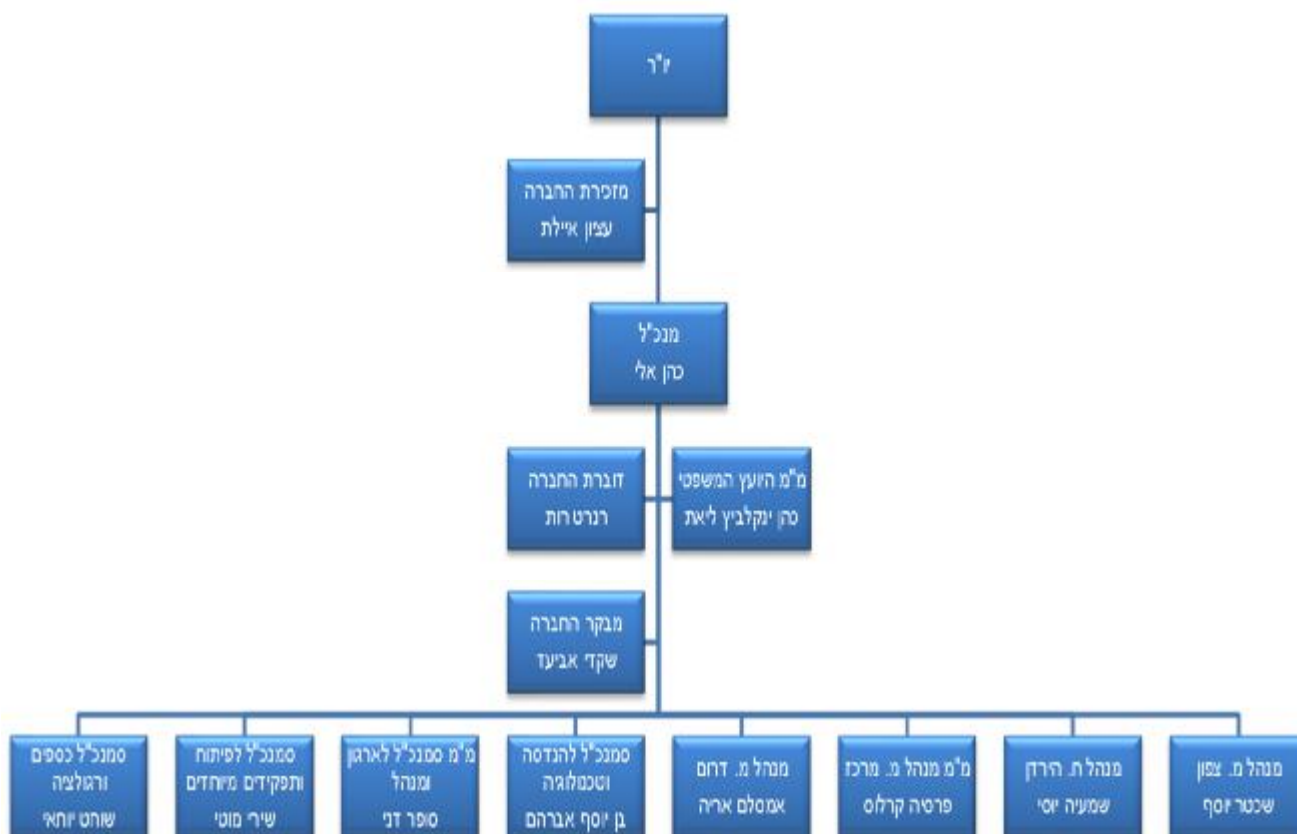 יו"ר
מזכירת החברה
עציון איילת
מנכ"ל
כהן אלי
מ"מ היועץ המשפטי
כהן ינקלביץ ליאת
דוברת החברה
רנרט רות
מבקר החברה
שקדי אביעד
מנהל מ. צפון
שכטר יוסף
מנהל ח. הירדן
שמעיה יוסי
מ"מ מנהל מ. מרכז
פרסיה קרלוס
מנהל מ. דרום
אמסלם אריה
סמנכ"ל להנדסה
וטכנולוגיה
בן יוסף אברהם
מ"מ סמנכ"ל לארגון
ומנהל
סופר דני
סמנכ"ל לפיתוח
ותפקידים מיוחדים
שירי מוטי
סמנכ"ל כספים
ורגולציה
שוחט יוחאי